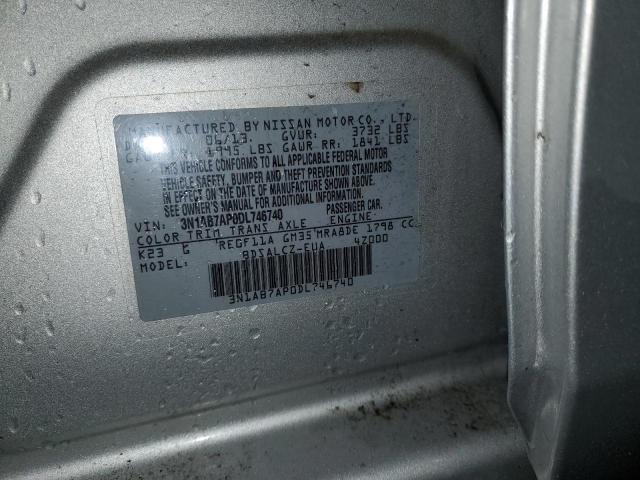 MANUFACTURED BY NISSAN MOTOR CO., LTD.
06/13 GVWR: 3732 LBS
1945 LBS GAWR RR: 1841 LBS
THIS VEHICLE CONFORMS TO ALL APPLICABLE FEDERAL MOTOR
VEHICLE SAFETY, BUMPER AND THEFT PREVENTION STANDARDS
IN EFFECT ON THE DATE OF MANUFACTURE SHOWN ABOVE.
SEE OWNER'S MANUAL FOR ADDITIONAL INFORMATION.
VIN: 3N1AB7AP0DL746740 PASSENGER CAR.
COLOR TRIM TRANS AXLE ENGINE:
K23 G REGF11A GM35 MRA8DE 1798 CC
MODEL: BDSALCZ-EUA 4Z000
3N1AB7AP0DL746740